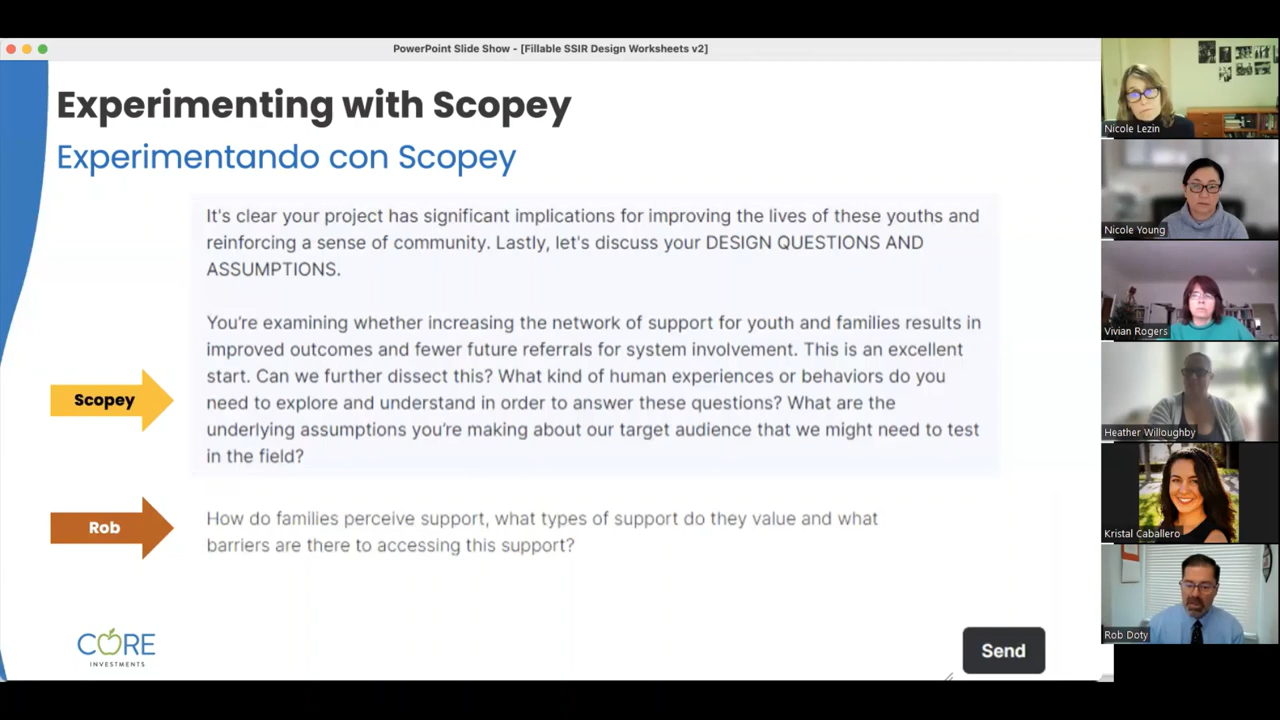 PowerPoint Slide Show - [Fillable SSIR Design Worksheets v2]
Experimenting with Scopey
Experimentando con Scopey
It's clear your project has significant implications for improving the lives of these youths and
reinforcing a sense of community. Lastly, let's discuss your DESIGN QUESTIONS AND
ASSUMPTIONS.
You're examining whether increasing the network of support for youth and families results in
improved outcomes and fewer future referrals for system involvement. This is an excellent
start. Can we further dissect this? What kind of human experiences or behaviors do you
need to explore and understand in order to answer these questions? What are the
underlying assumptions you're making about our target audience that we might need to test
in the field?
Scopey
How do families perceive support, what types of support do they value and what
barriers are there to accessing this support?
Rob
CORE
INVESTMENTS
Send
Nicole Lezin
Nicole Young
Vivian Rogers
Heather Willoughby
Kristal Caballero
Rob Doty